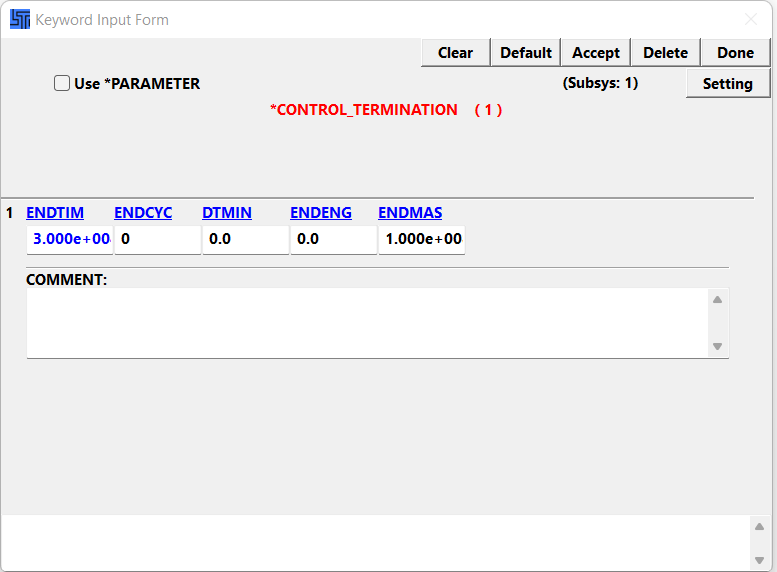 Keyword Input Form
Clear Default Accept Delete Done
Use *PARAMETER (Subsys: 1) Setting
*CONTROL_TERMINATION ( 1 )
1 ENDTIM ENDCYC DTMIN ENDENG ENDMAS
3.000e+00 0 0.0 0.0 1.000e+00
COMMENT: